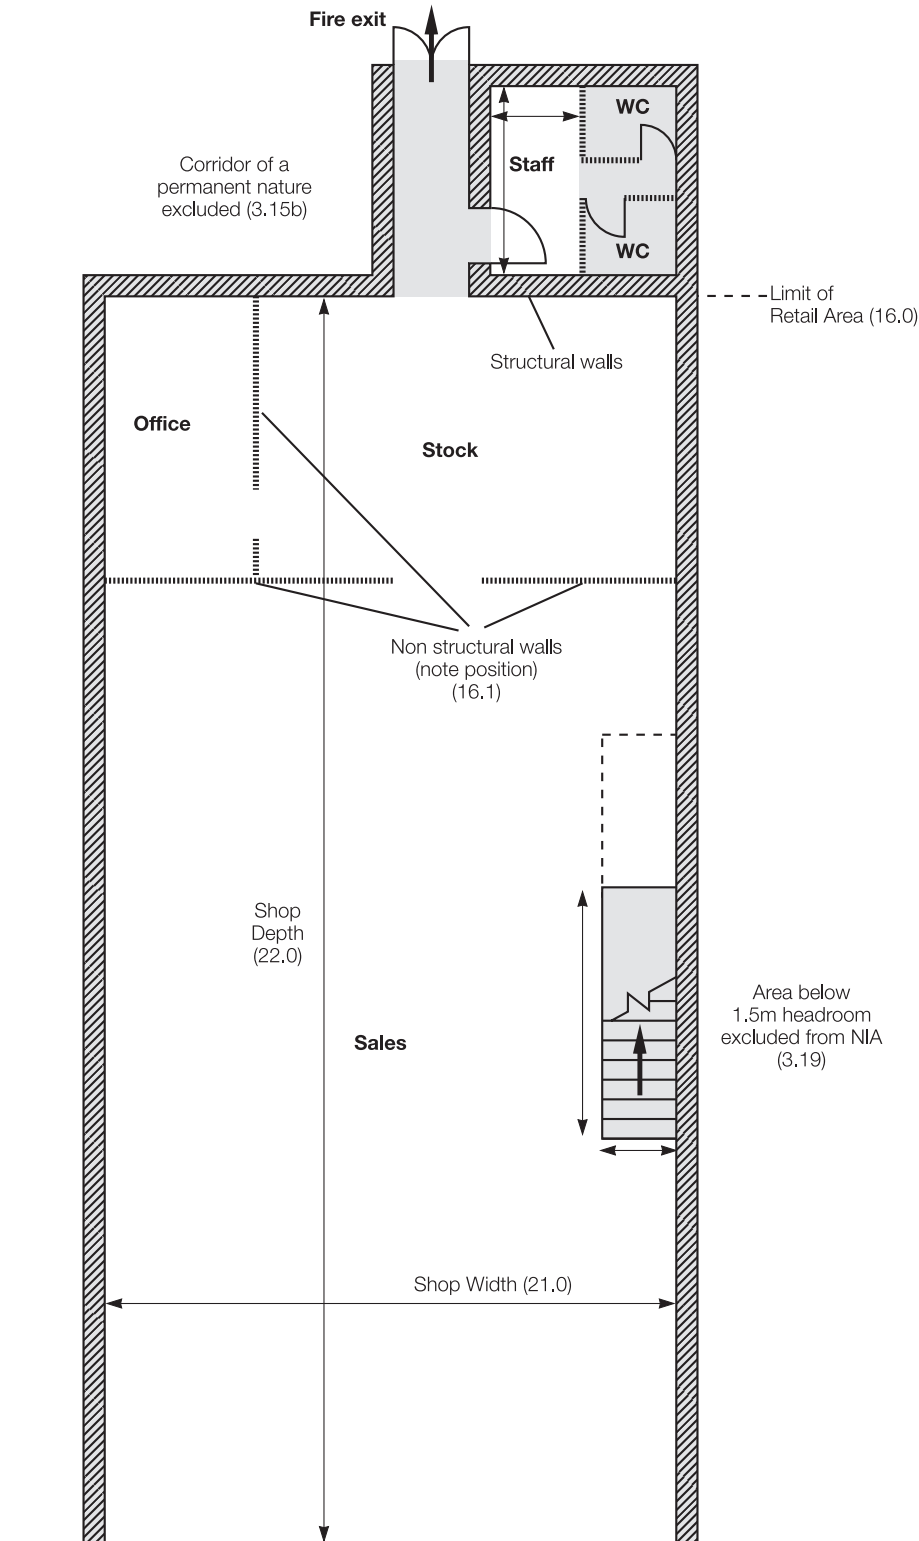 Fire exit
WC
Corridor of a
permanent nature
excluded (3.15b)
Staff
WC
Limit of
Retail Area (16.0)
Structural walls
Office
Stock
Non structural walls
(note position)
(16.1)
Shop
Depth
(22.0)
Area below
1.5m headroom
excluded from NIA
(3.19)
Sales
Shop Width (21.0)